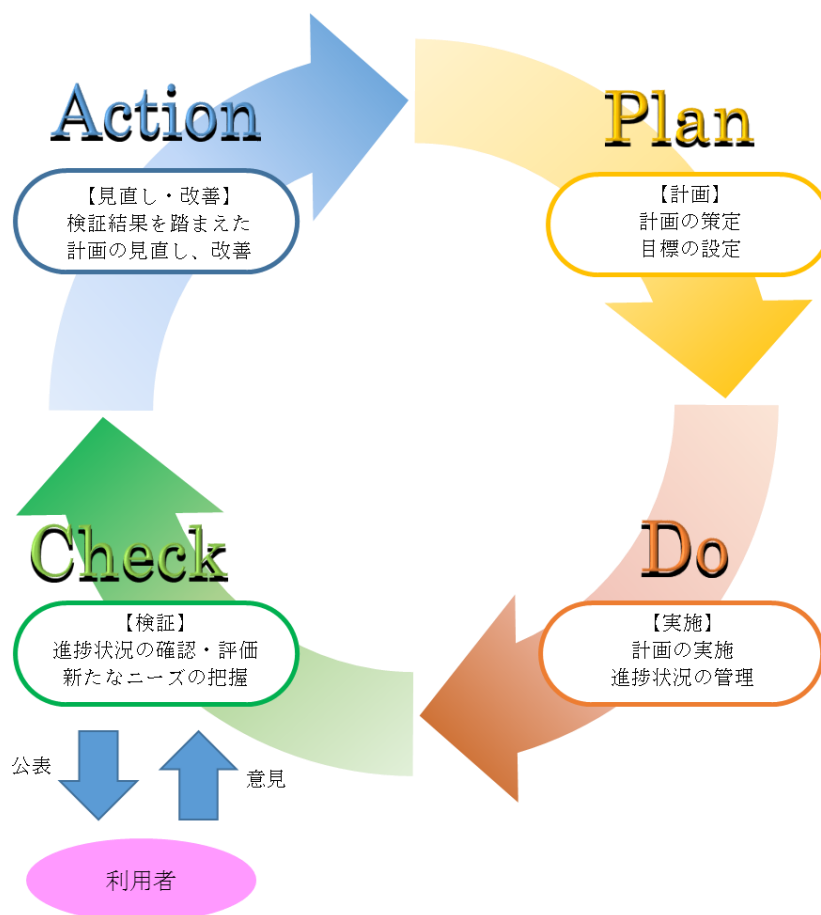 Action
【見直し・改善】
検証結果を踏まえた
計画の見直し、改善
Plan
【計画】
計画の策定
目標の設定
Do
【実施】
計画の実施
進捗状況の管理
Check
【検証】
進捗状況の確認・評価
新たなニーズの把握
公表
意見
利用者